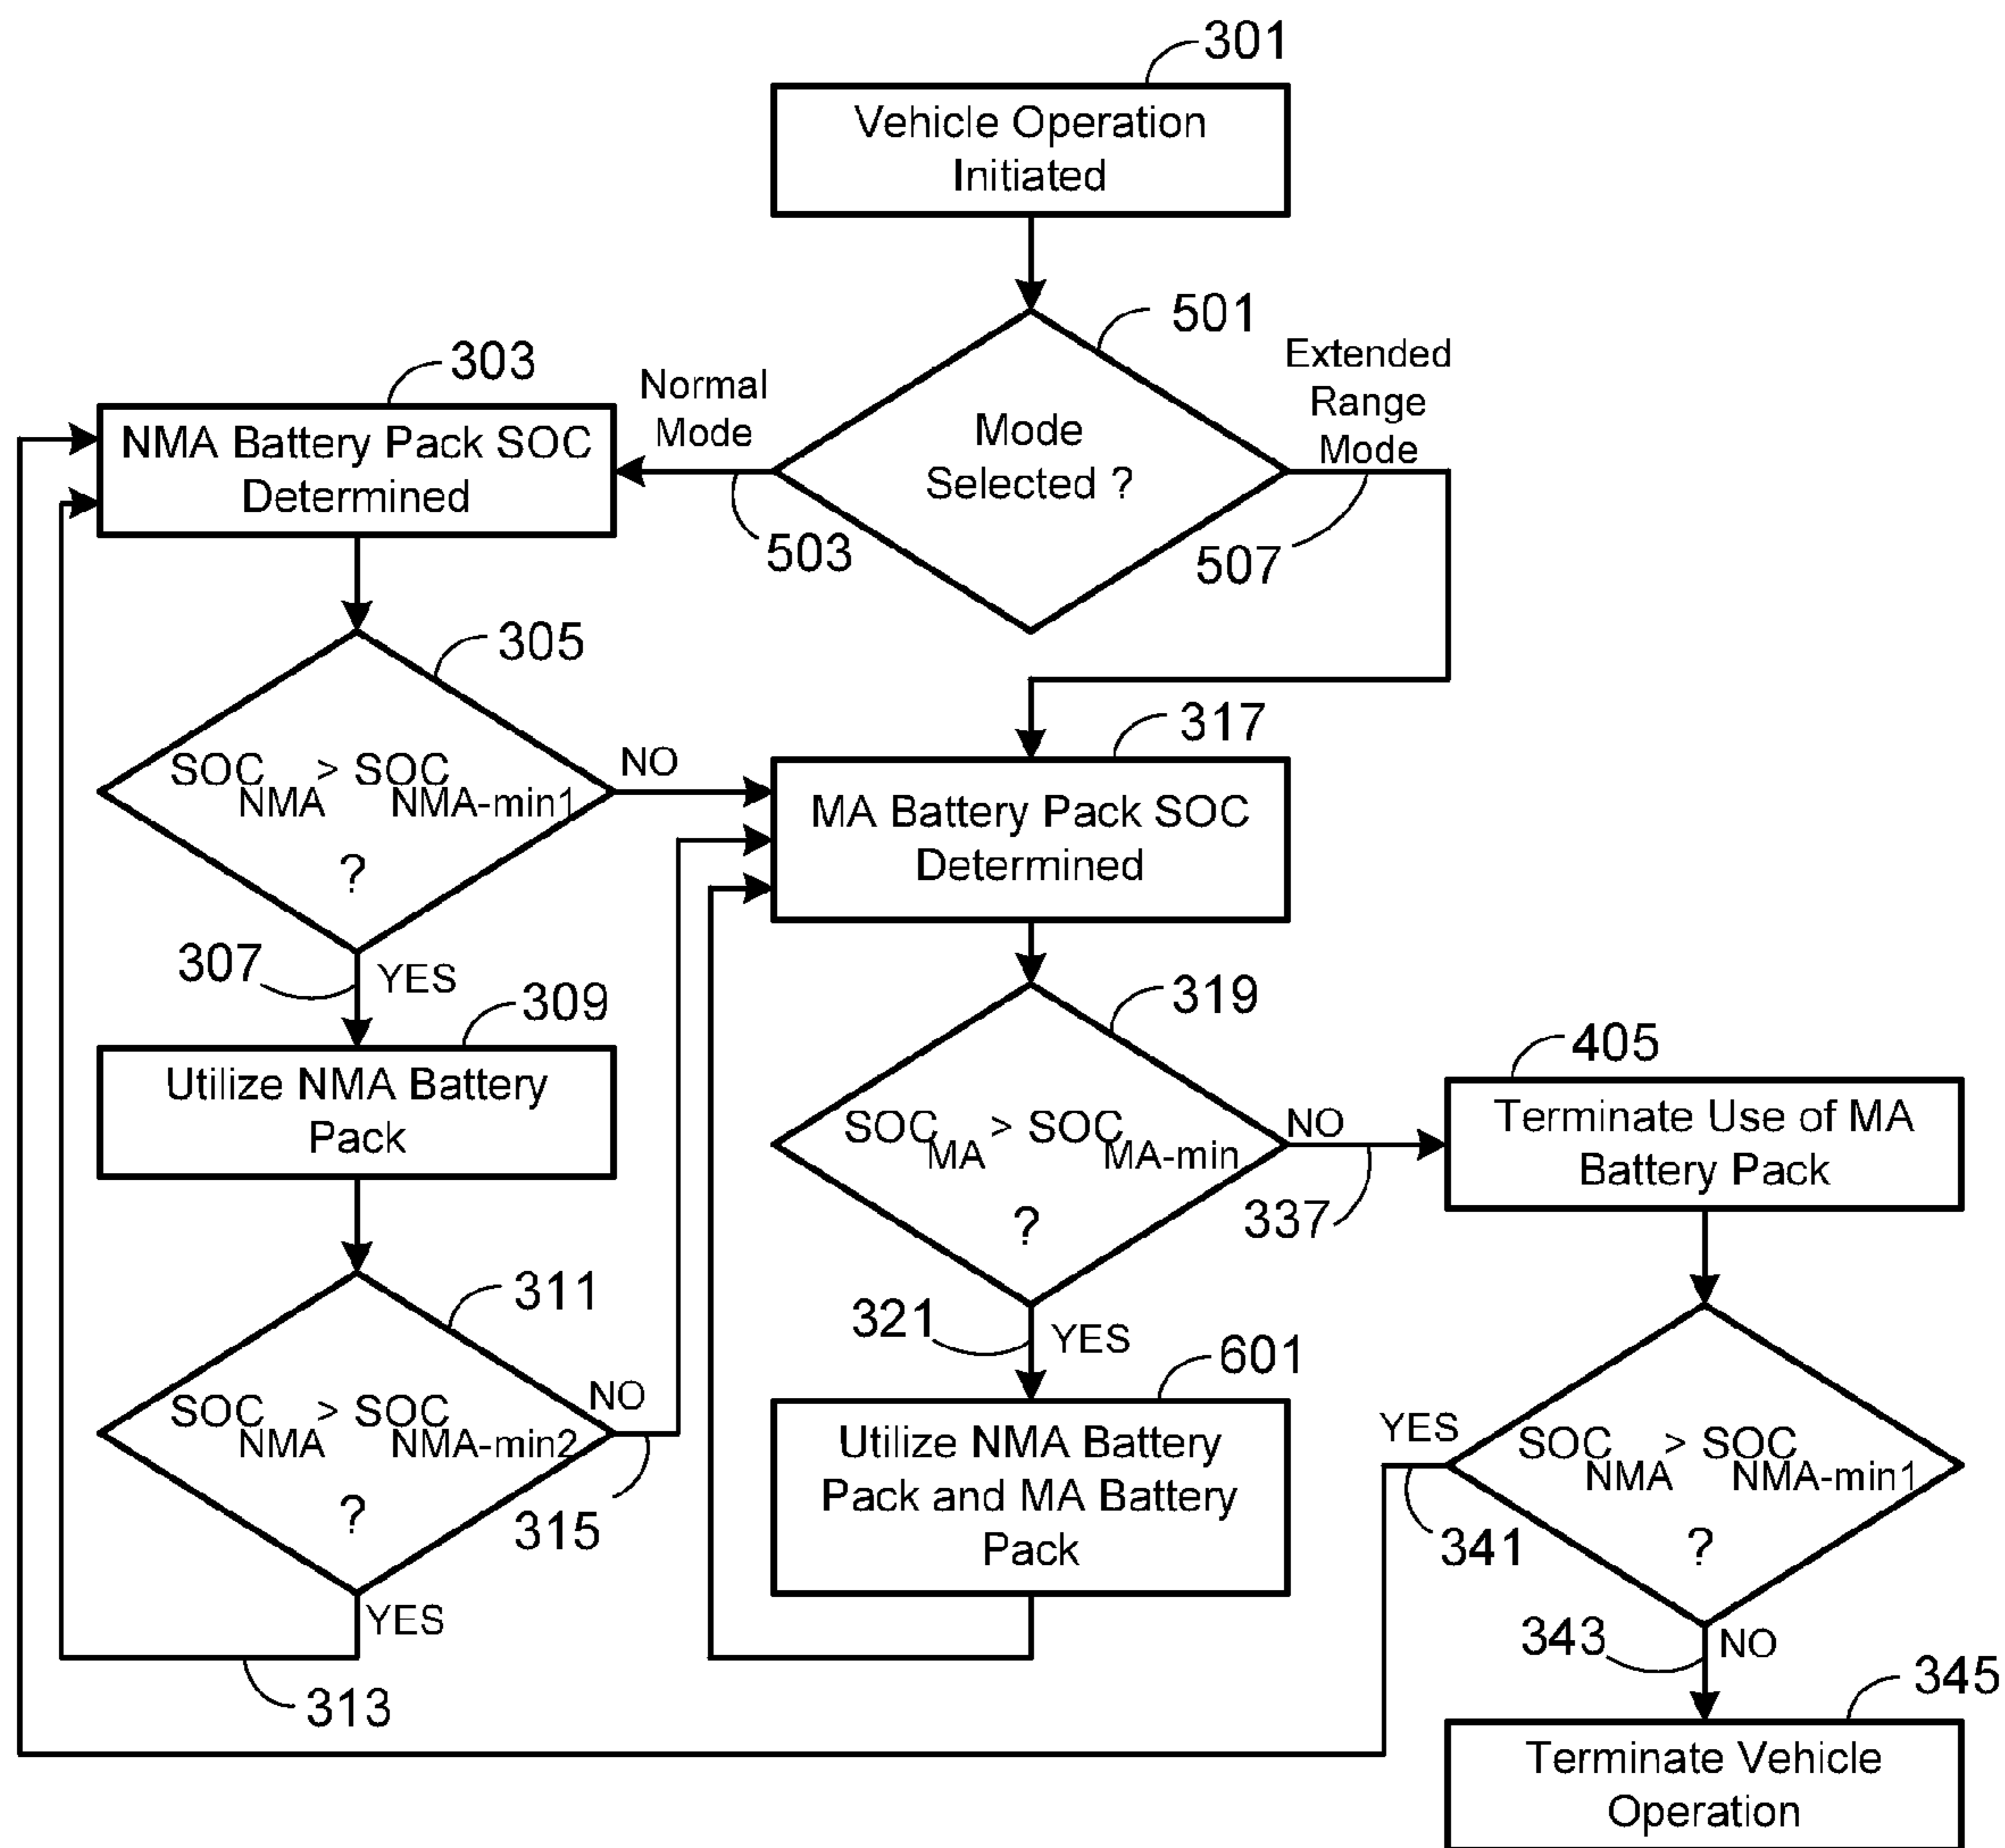 301
Vehicle Operation
Initiated
501
Mode
Selected ?
Normal
Mode
503
Extended
Range
Mode
507
303
NMA Battery Pack SOC
Determined
305
SOC NMA > SOC NMA-min1
?
NO
307
YES
309
Utilize NMA Battery
Pack
311
SOC NMA > SOC NMA-min2
?
NO
315
YES
313
317
MA Battery Pack SOC
Determined
319
SOC MA > SOC MA-min
?
NO
337
321
YES
601
Utilize NMA Battery
Pack and MA Battery
Pack
405
Terminate Use of MA
Battery Pack
SOC NMA > SOC NMA-min1
?
YES
341
343
NO
345
Terminate Vehicle
Operation